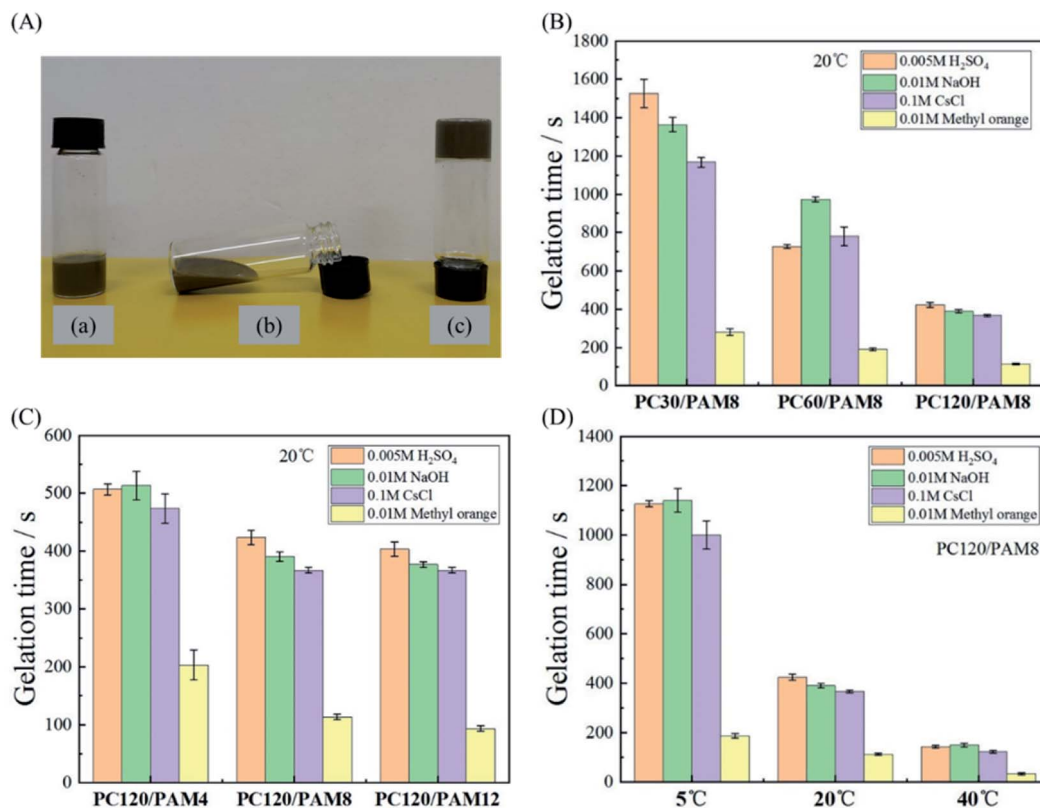 (A)
(a)
(b)
(c)
(B)
20℃
0.005M H₂SO₄
0.01M NaOH
0.1M CsCl
0.01M Methyl orange
Gelation time / s
1800
1600
1400
1200
1000
800
600
400
200
0
PC30/PAM8 PC60/PAM8 PC120/PAM8
(C)
20℃
0.005M H₂SO₄
0.01M NaOH
0.1M CsCl
0.01M Methyl orange
Gelation time / s
600
500
400
300
200
100
0
PC120/PAM4 PC120/PAM8 PC120/PAM12
(D)
0.005M H₂SO₄
0.01M NaOH
0.1M CsCl
0.01M Methyl orange
PC120/PAM8
Gelation time / s
1400
1200
1000
800
600
400
200
0
5℃ 20℃ 40℃